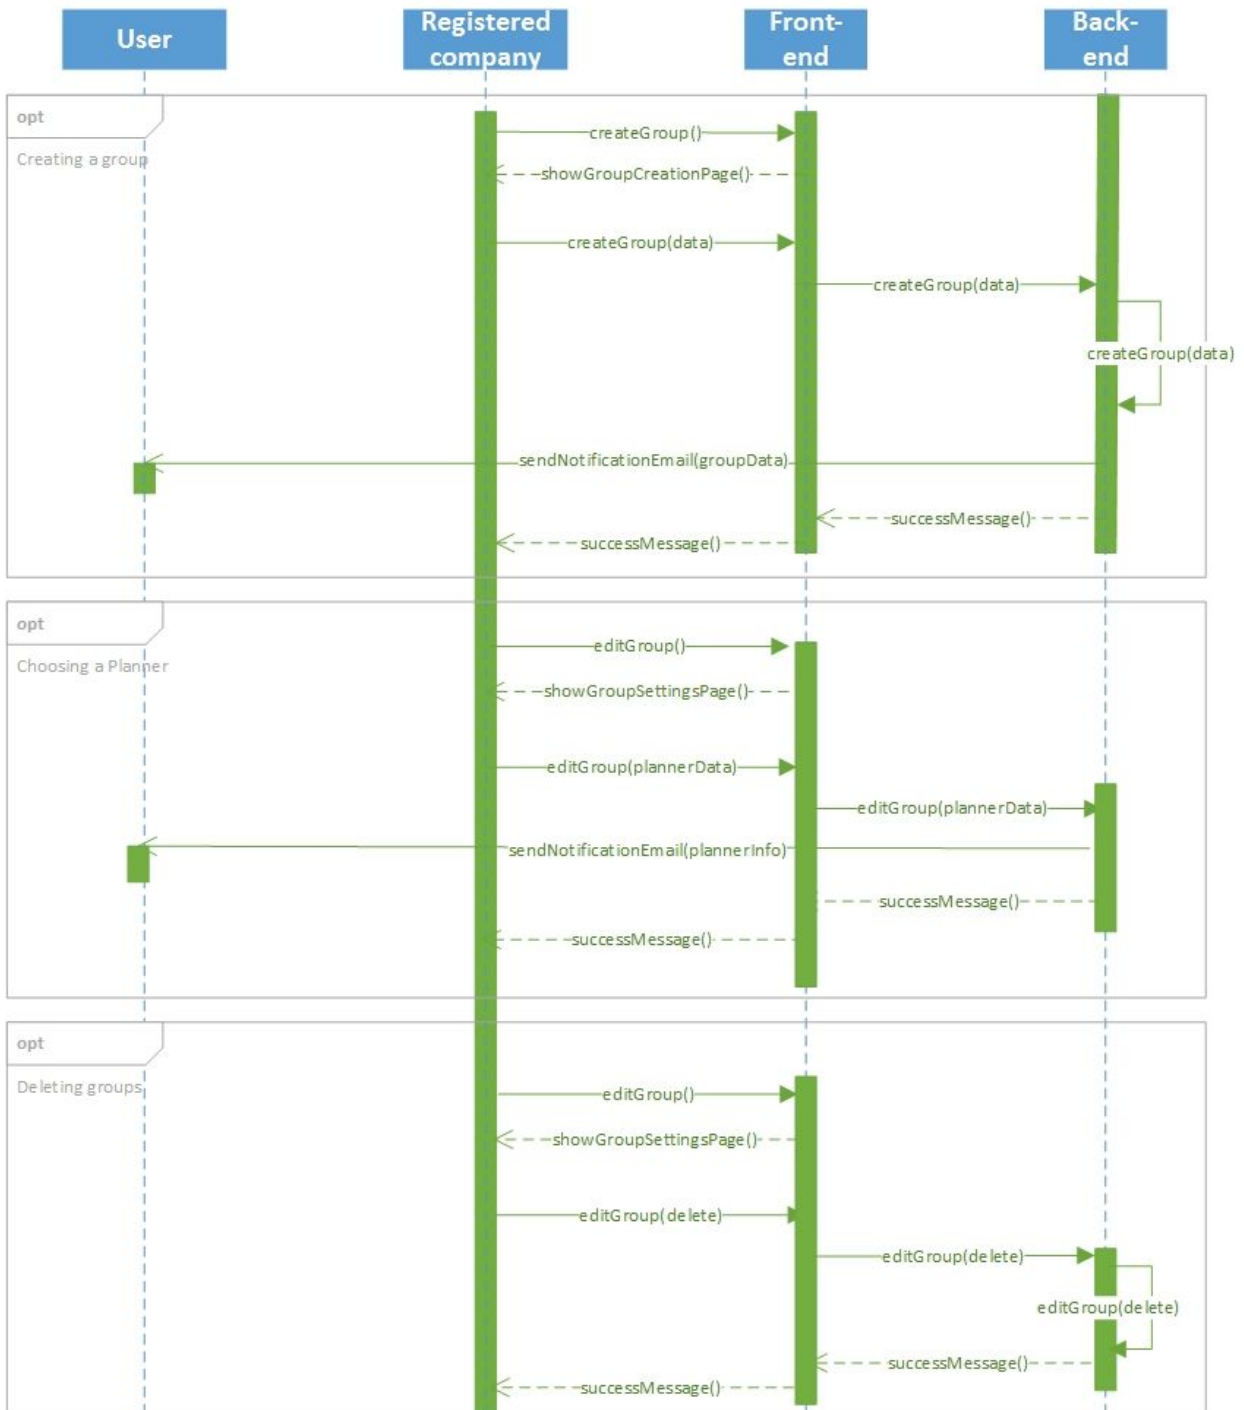 User
Registered
company
Front-
end
Back-
end
opt
Creating a group
createGroup()
showGroupCreationPage()
createGroup(data)
createGroup(data)
createGroup(data)
sendNotificationEmail(groupData)
successMessage()
successMessage()
opt
Choosing a Planner
editGroup()
showGroupSettingsPage()
editGroup(plannerData)
editGroup(plannerData)
sendNotificationEmail(plannerInfo)
successMessage()
successMessage()
opt
Deleting groups
editGroup()
showGroupSettingsPage()
editGroup(delete)
editGroup(delete)
editGroup(delete)
successMessage()
successMessage()